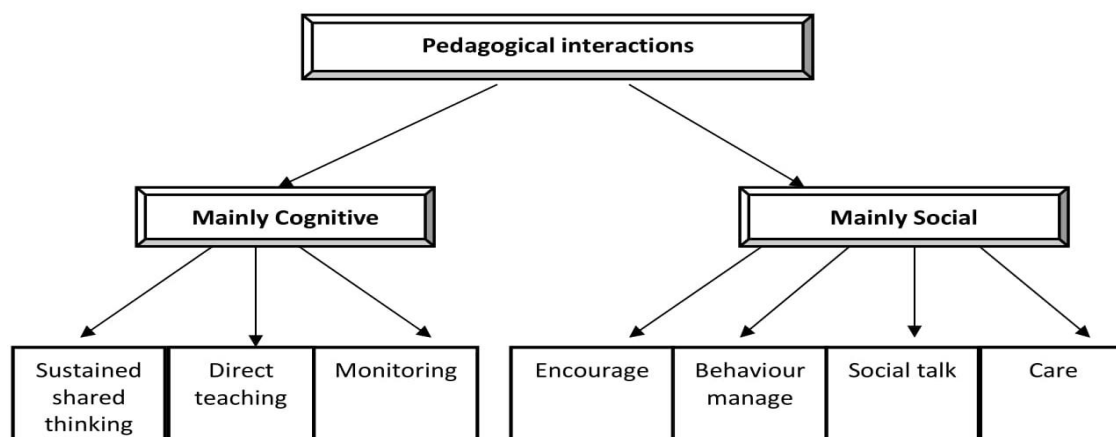 Pedagogical interactions
Mainly Cognitive
Mainly Social
Sustained
shared
thinking
Direct
teaching
Monitoring
Encourage
Behaviour
manage
Social talk
Care